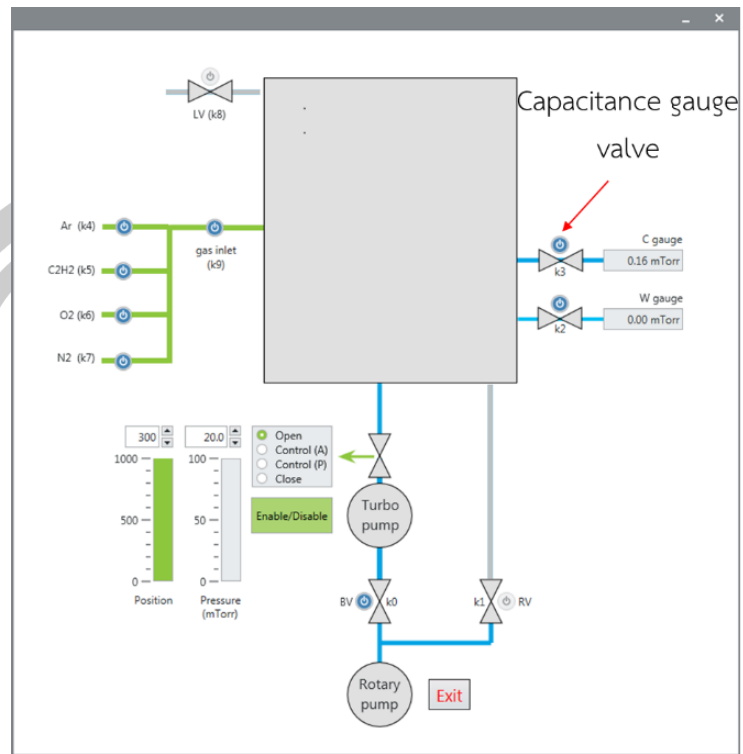 LV (k8)
Capacitance gauge
valve
Ar (k4)
gas inlet
(k9)
C2H2 (k5)
O2 (k6)
N2 (k7)
C gauge
0.16 mTorr
k3
W gauge
0.00 mTorr
k2
300
20.0
Open
Control (A)
Control (P)
Close
1000
100
500
50
0
0
Enable/Disable
Position
Pressure
(mTorr)
Turbo
pump
BV
k0
k1
RV
Rotary
pump
Exit